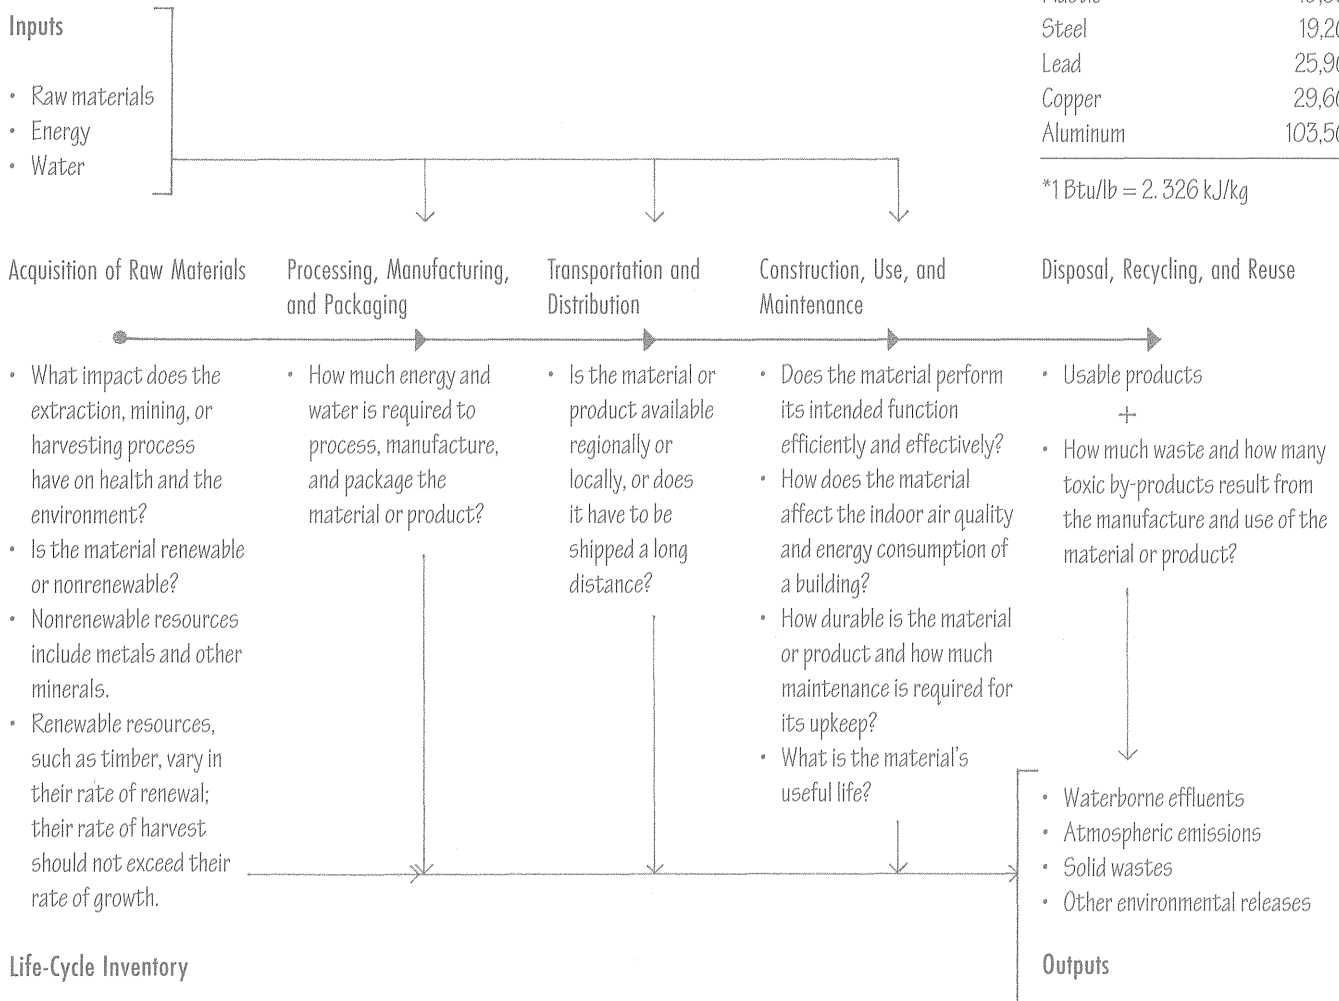 Inputs
• Raw materials
• Energy
• Water
Steel
Lead
Copper
Aluminum
*1 Btu/lb = 2.326 kJ/kg
Acquisition of Raw Materials
• What impact does the
extraction, mining, or
harvesting process
have on health and the
environment?
• Is the material renewable
or nonrenewable?
• Nonrenewable resources
include metals and other
minerals.
• Renewable resources,
such as timber, vary in
their rate of renewal;
their rate of harvest
should not exceed their
rate of growth.
Processing, Manufacturing,
and Packaging
• How much energy and
water is required to
process, manufacture,
and package the
material or product?
Transportation and
Distribution
• Is the material or
product available
regionally or
locally, or does
it have to be
shipped a long
distance?
Construction, Use, and
Maintenance
• Does the material perform
its intended function
efficiently and effectively?
• How does the material
affect the indoor air quality
and energy consumption of
a building?
• How durable is the material
or product and how much
maintenance is required for
its upkeep?
• What is the material's
useful life?
Disposal, Recycling, and Reuse
• Usable products
+
• How much waste and how many
toxic by-products result from
the manufacture and use of the
material or product?
• Waterborne effluents
• Atmospheric emissions
• Solid wastes
• Other environmental releases
Life-Cycle Inventory
Outputs